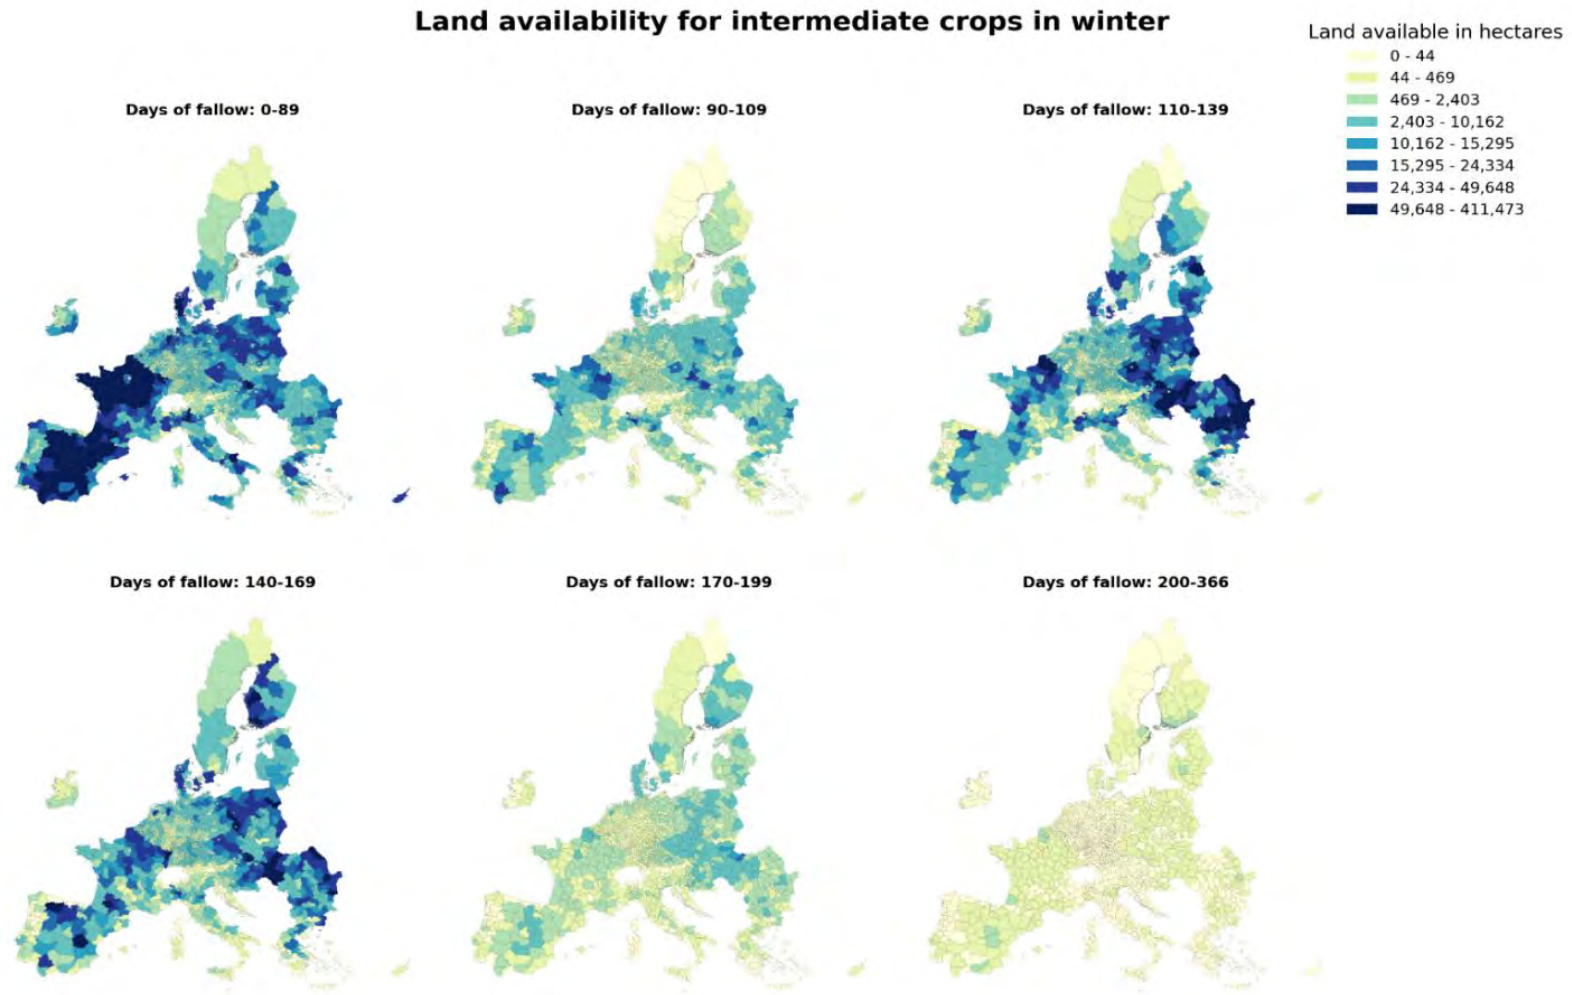 Land availability for intermediate crops in winter
Land available in hectares
0 - 44
44 - 469
469 - 2,403
2,403 - 10,162
10,162 - 15,295
15,295 - 24,334
24,334 - 49,648
49,648 - 411,473
Days of fallow: 0-89
Days of fallow: 90-109
Days of fallow: 110-139
Days of fallow: 140-169
Days of fallow: 170-199
Days of fallow: 200-366